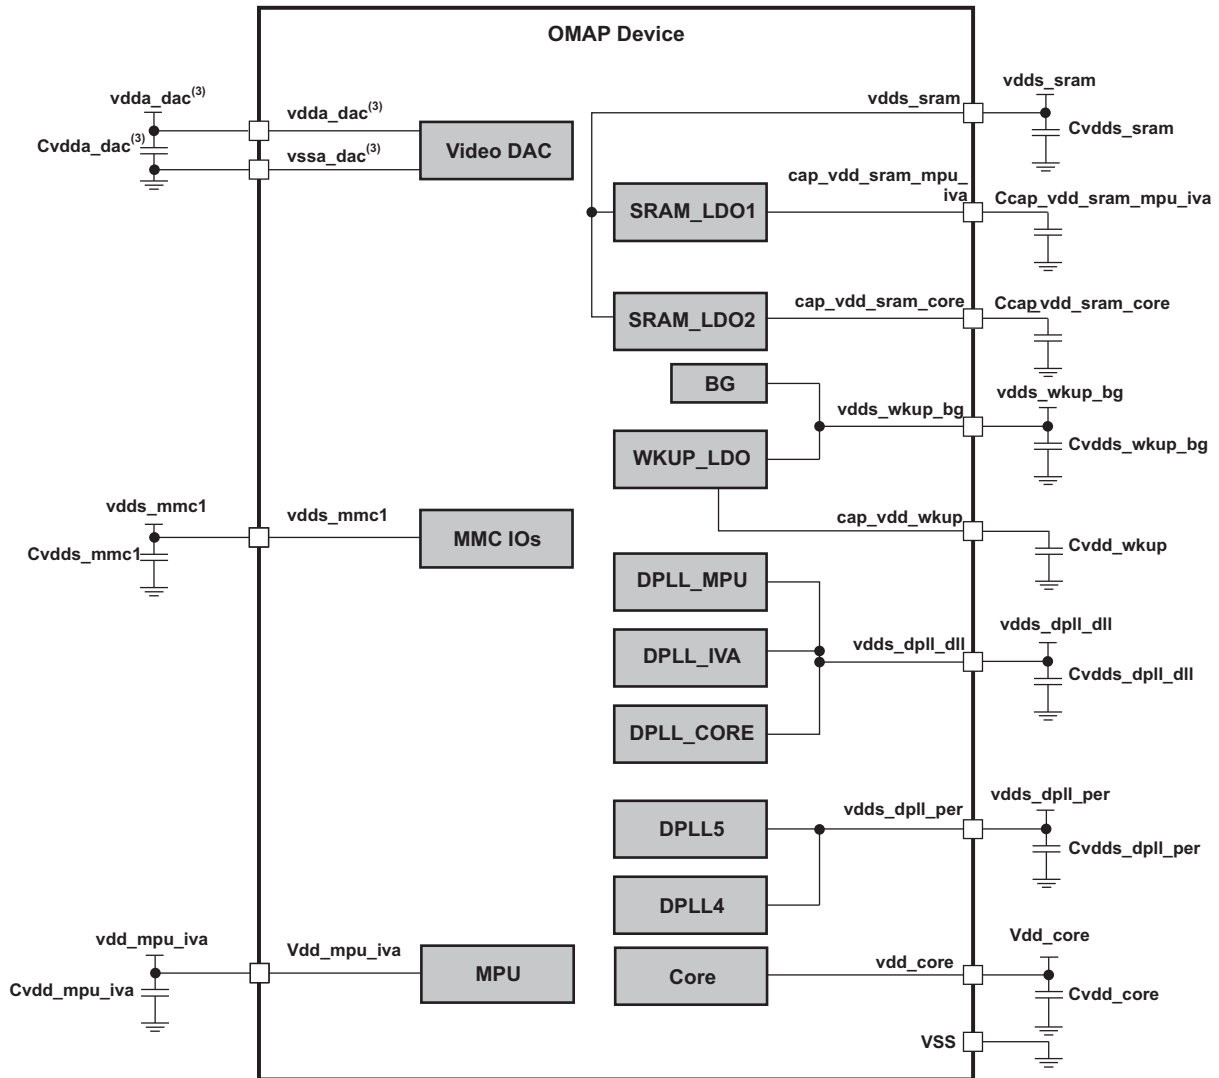 OMAP Device
vdda_dac(3)
vdda_dac(3)
Cvdda_dac(3)
vssa_dac(3)
Video DAC
vdds_sram
vdds_sram
Cvdds_sram
SRAM_LDO1
cap_vdd_sram_mpu_
iva
Ccap_vdd_sram_mpu_iva
SRAM_LDO2
cap_vdd_sram_core
Ccap_vdd_sram_core
BG
WKUP_LDO
vdds_wkup_bg
vdds_wkup_bg
Cvdds_wkup_bg
cap_vdd_wkup
Cvdd_wkup
vdds_mmc1
vdds_mmc1
Cvdds_mmc1
MMC IOs
DPLL_MPU
DPLL_IVA
DPLL_CORE
vdds_dpll_dll
vdds_dpll_dll
Cvdds_dpll_dll
DPLL5
DPLL4
vdds_dpll_per
vdds_dpll_per
Cvdds_dpll_per
vdd_mpu_iva
Vdd_mpu_iva
Cvdd_mpu_iva
MPU
Core
vdd_core
Vdd_core
Cvdd_core
VSS